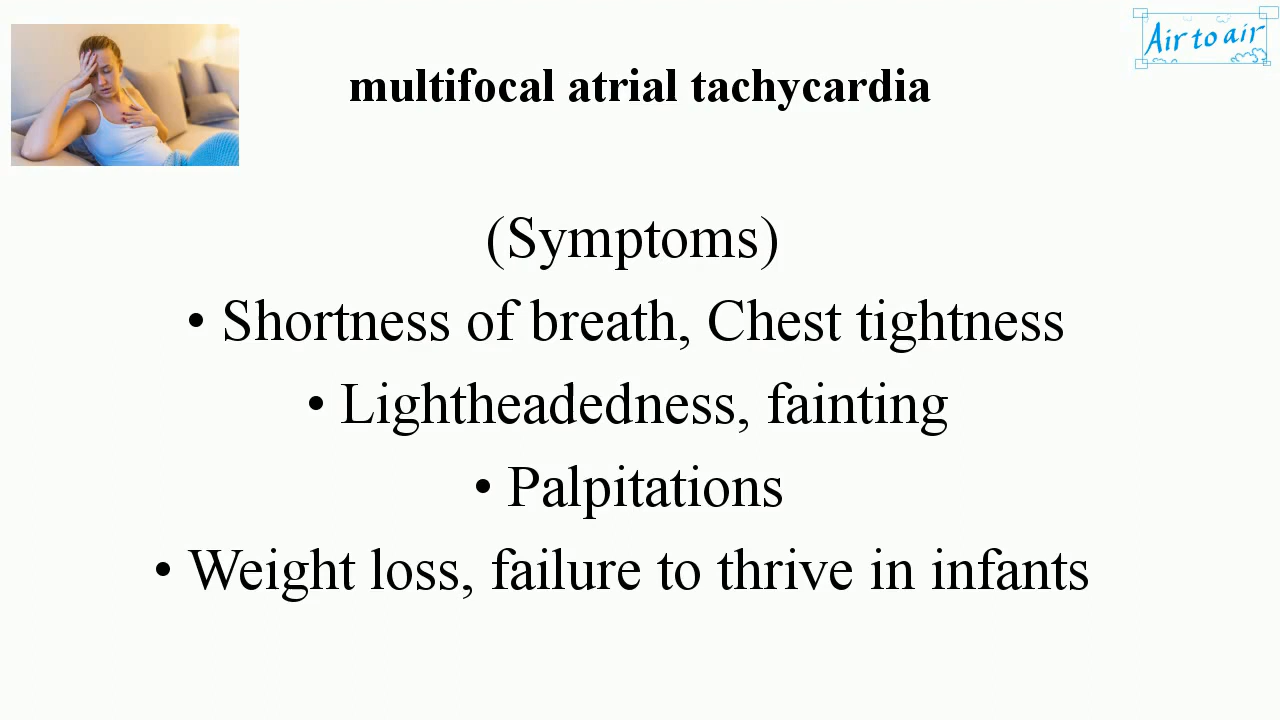 Air to air
multifocal atrial tachycardia
(Symptoms)
• Shortness of breath, Chest tightness
• Lightheadedness, fainting
• Palpitations
• Weight loss, failure to thrive in infants